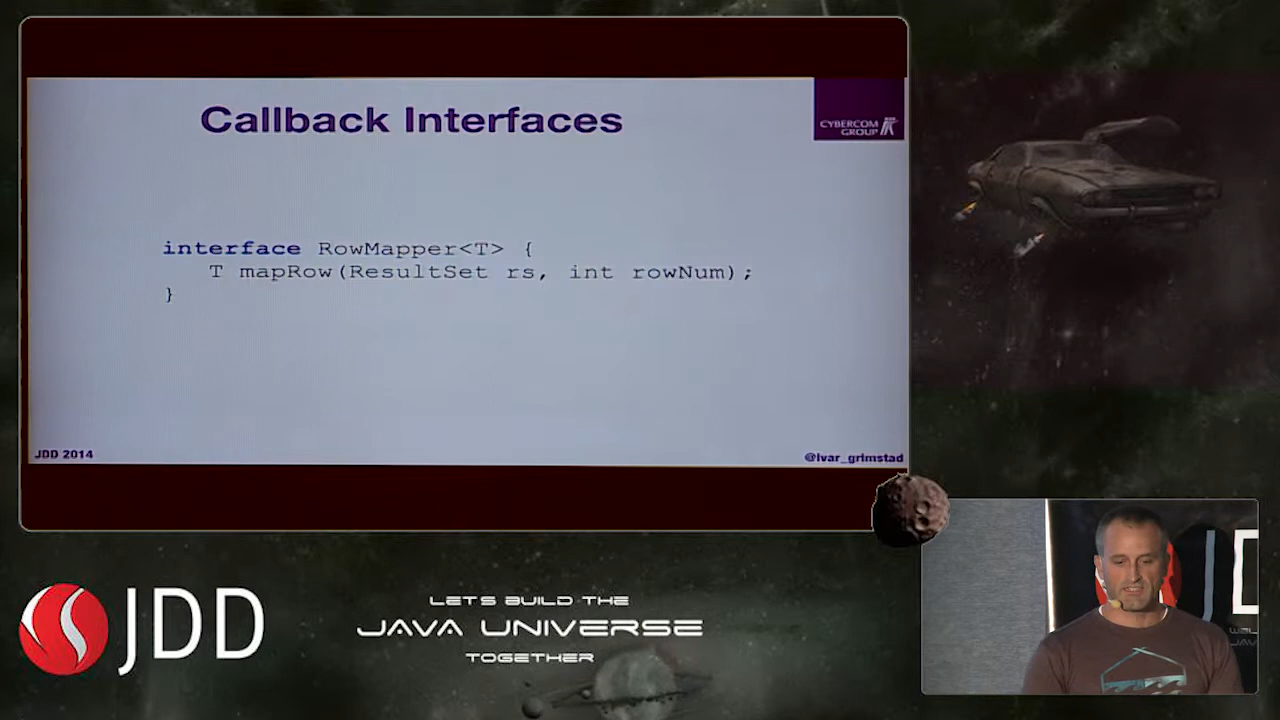 Callback Interfaces
CYBERCOM
GROUP
interface RowMapper<T> {
T mapRow(ResultSet rs, int rowNum);
}
JDD 2014
@ivar_grimstad
JDD
LETS BUILD THE
JAVA UNIVERSE
TOGETHER